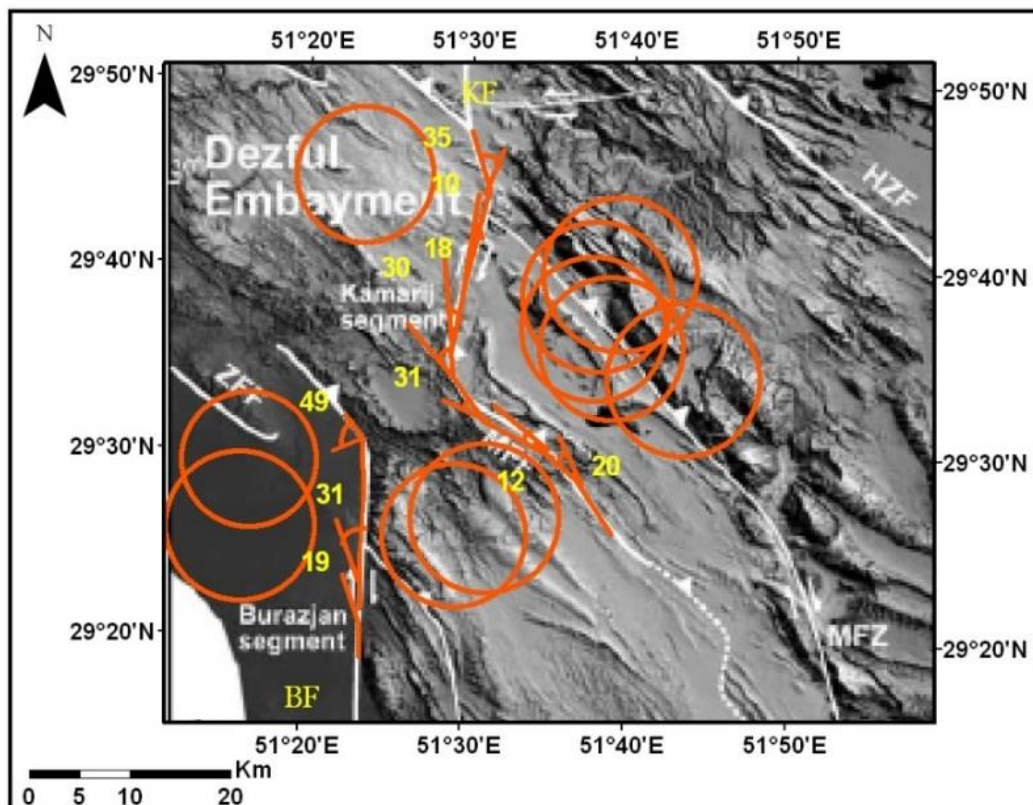 51°20'E 51°30'E 51°40'E 51°50'E
N
29°50'N
29°50'N
KF
35
Dezful
Embayment
10
HZF
18
29°40'N
29°40'N
30
Kamarij
segment
31
ZFF
49
29°30'N
29°30'N
20
12
31
19
Burazjan
segment
29°20'N
29°20'N
MFZ
BF
51°20'E 51°30'E 51°40'E 51°50'E
Km
0 5 10 20